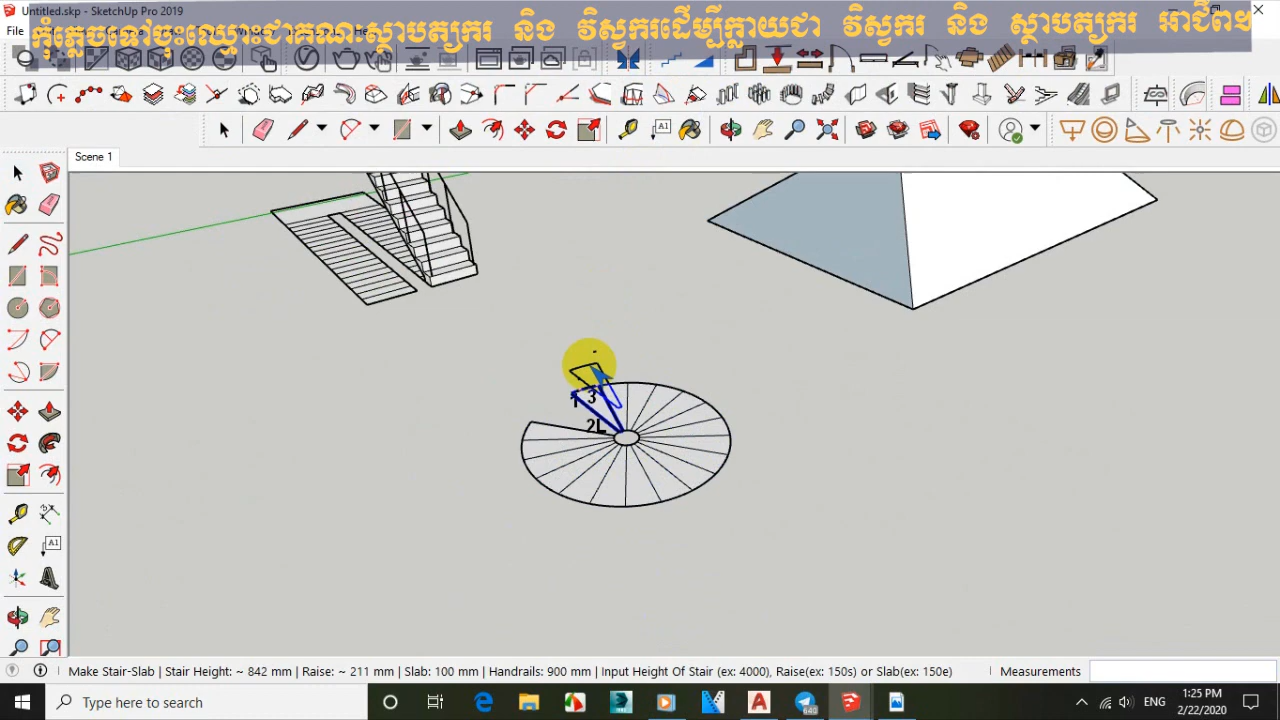 Untitled.skp - SketchUp Pro 2019
កុំភ្លេចទៅចុះឈ្មោះជាគណះស្ថាបត្យករ និង វិស្វករដើម្បីក្លាយជា វិស្វករ និង ស្ថាបត្យករ អាជីព៖
File
Scene 1
1
3
2L
Make Stair-Slab | Stair Height: ~ 842 mm | Raise: ~ 211 mm | Slab: 100 mm | Handrails: 900 mm | Input Height Of Stair (ex: 4000), Raise(ex: 150s) or Slab(ex: 150e)
Measurements
Type here to search
640
ENG
1:25 PM
2/22/2020